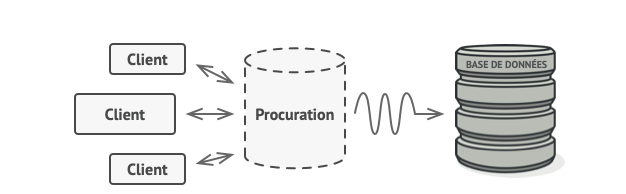 Client
Client
Procuration
BASE DE DONNÉES
Client